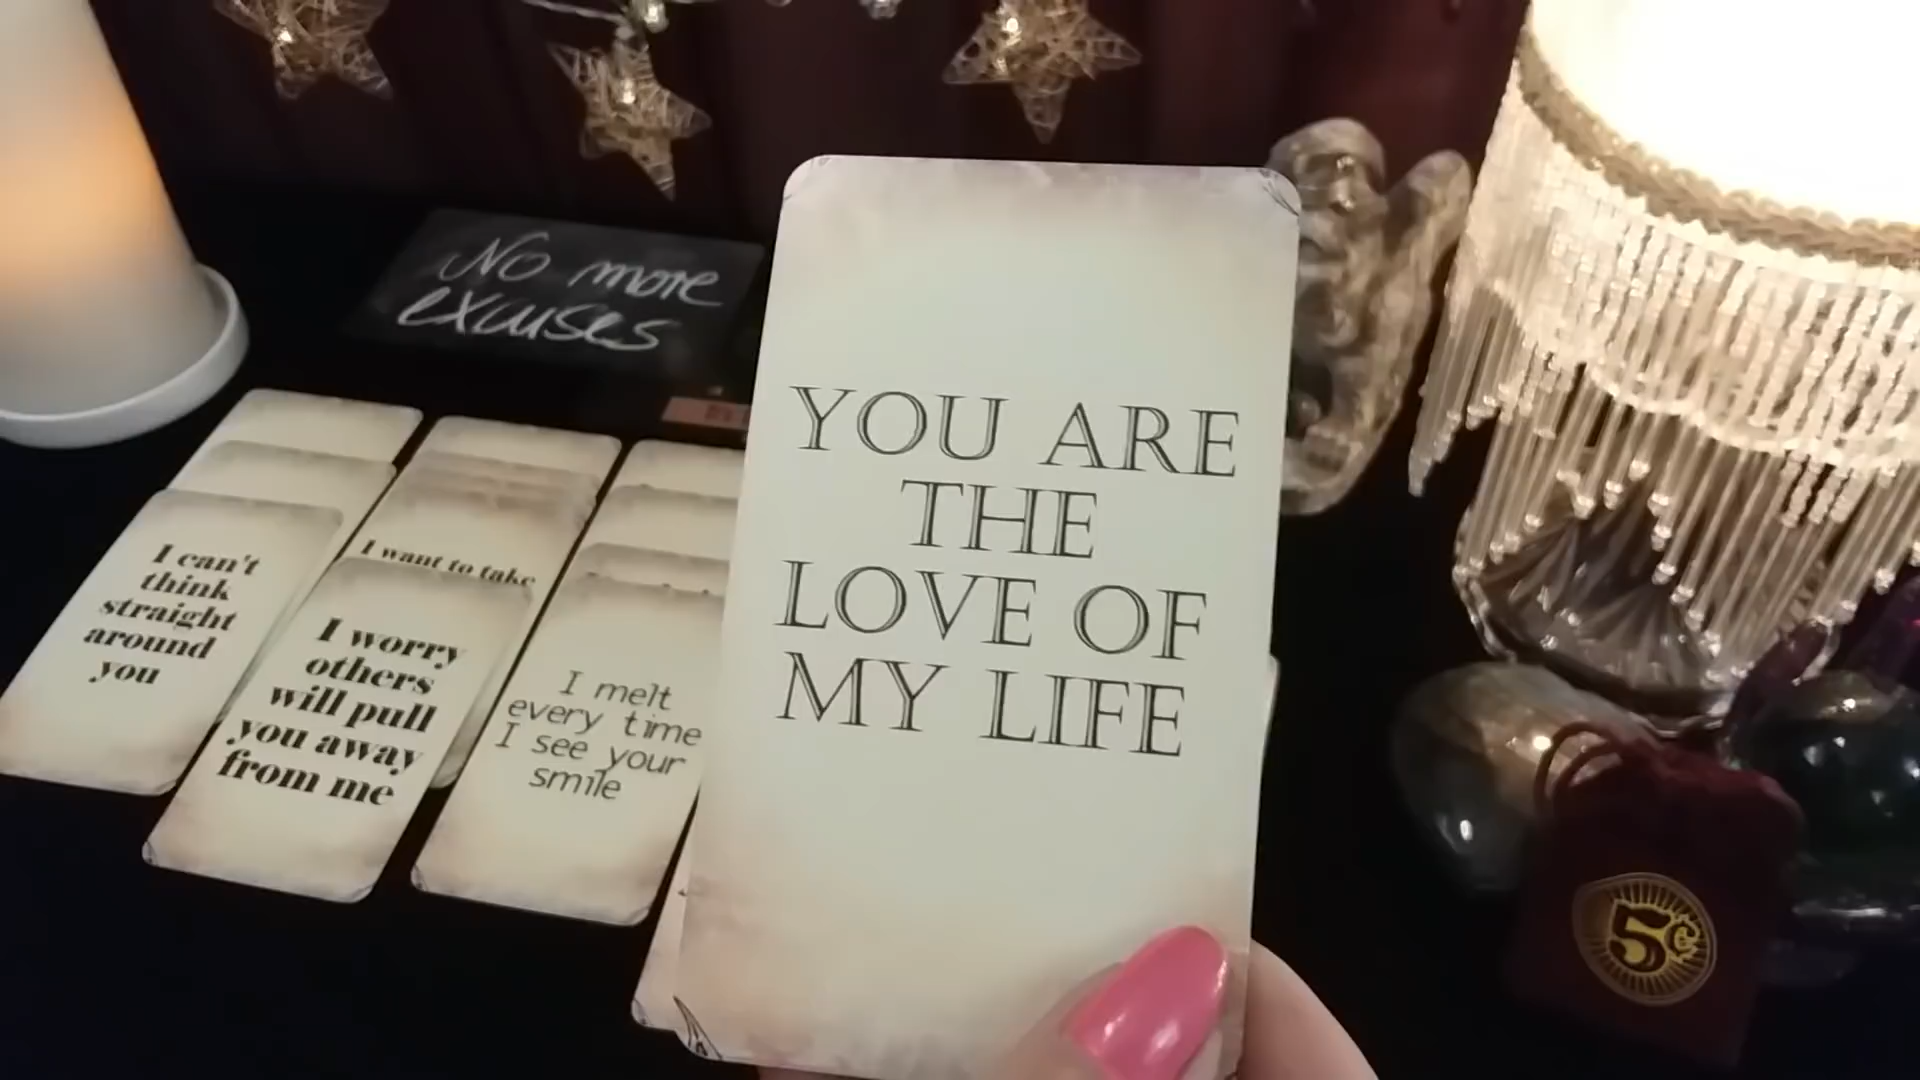 No more
excuses
YOU ARE
THE
LOVE OF
MY LIFE
I can't
think
straight
around
you
I want to take
I worry
others
will pull
you away
from me
I melt
every time
I see your
smile
5¢